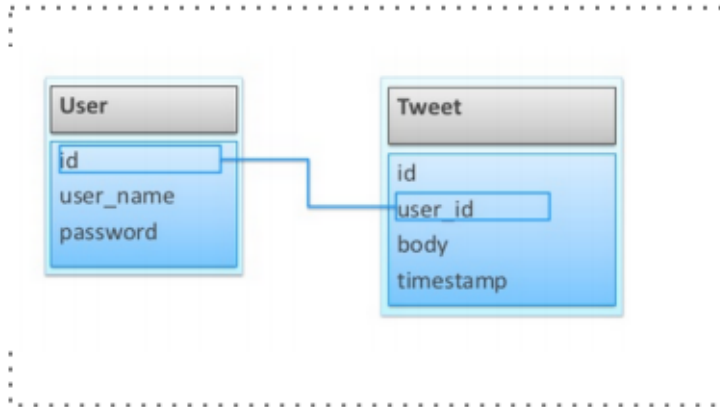 User
id
user_name
password
Tweet
id
user_id
body
timestamp